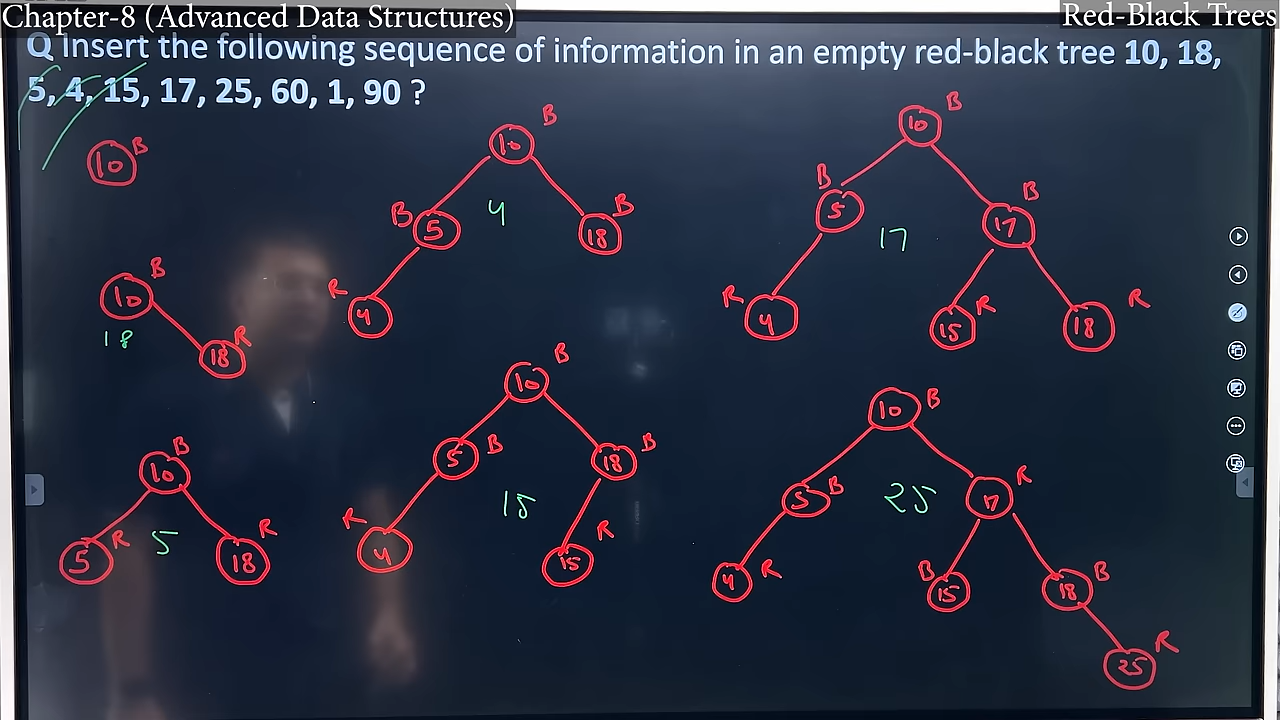 Chapter-8 (Advanced Data Structures)
Red-Black Trees
Q Insert the following sequence of information in an empty red-black tree 10, 18,
5, 4, 15, 17, 25, 60, 1, 90 ?
10 B
10 B
18
18 R
10 B
5 R
5
18 R
10 B
B 5
4
18 B
R 4
10 B
5 B
18 B
15
R 4
15 R
10 B
B 5
17 B
17
R 4
15 R
18 R
10 B
5 B
25
17 R
4 R
B 15
18 B
25 R